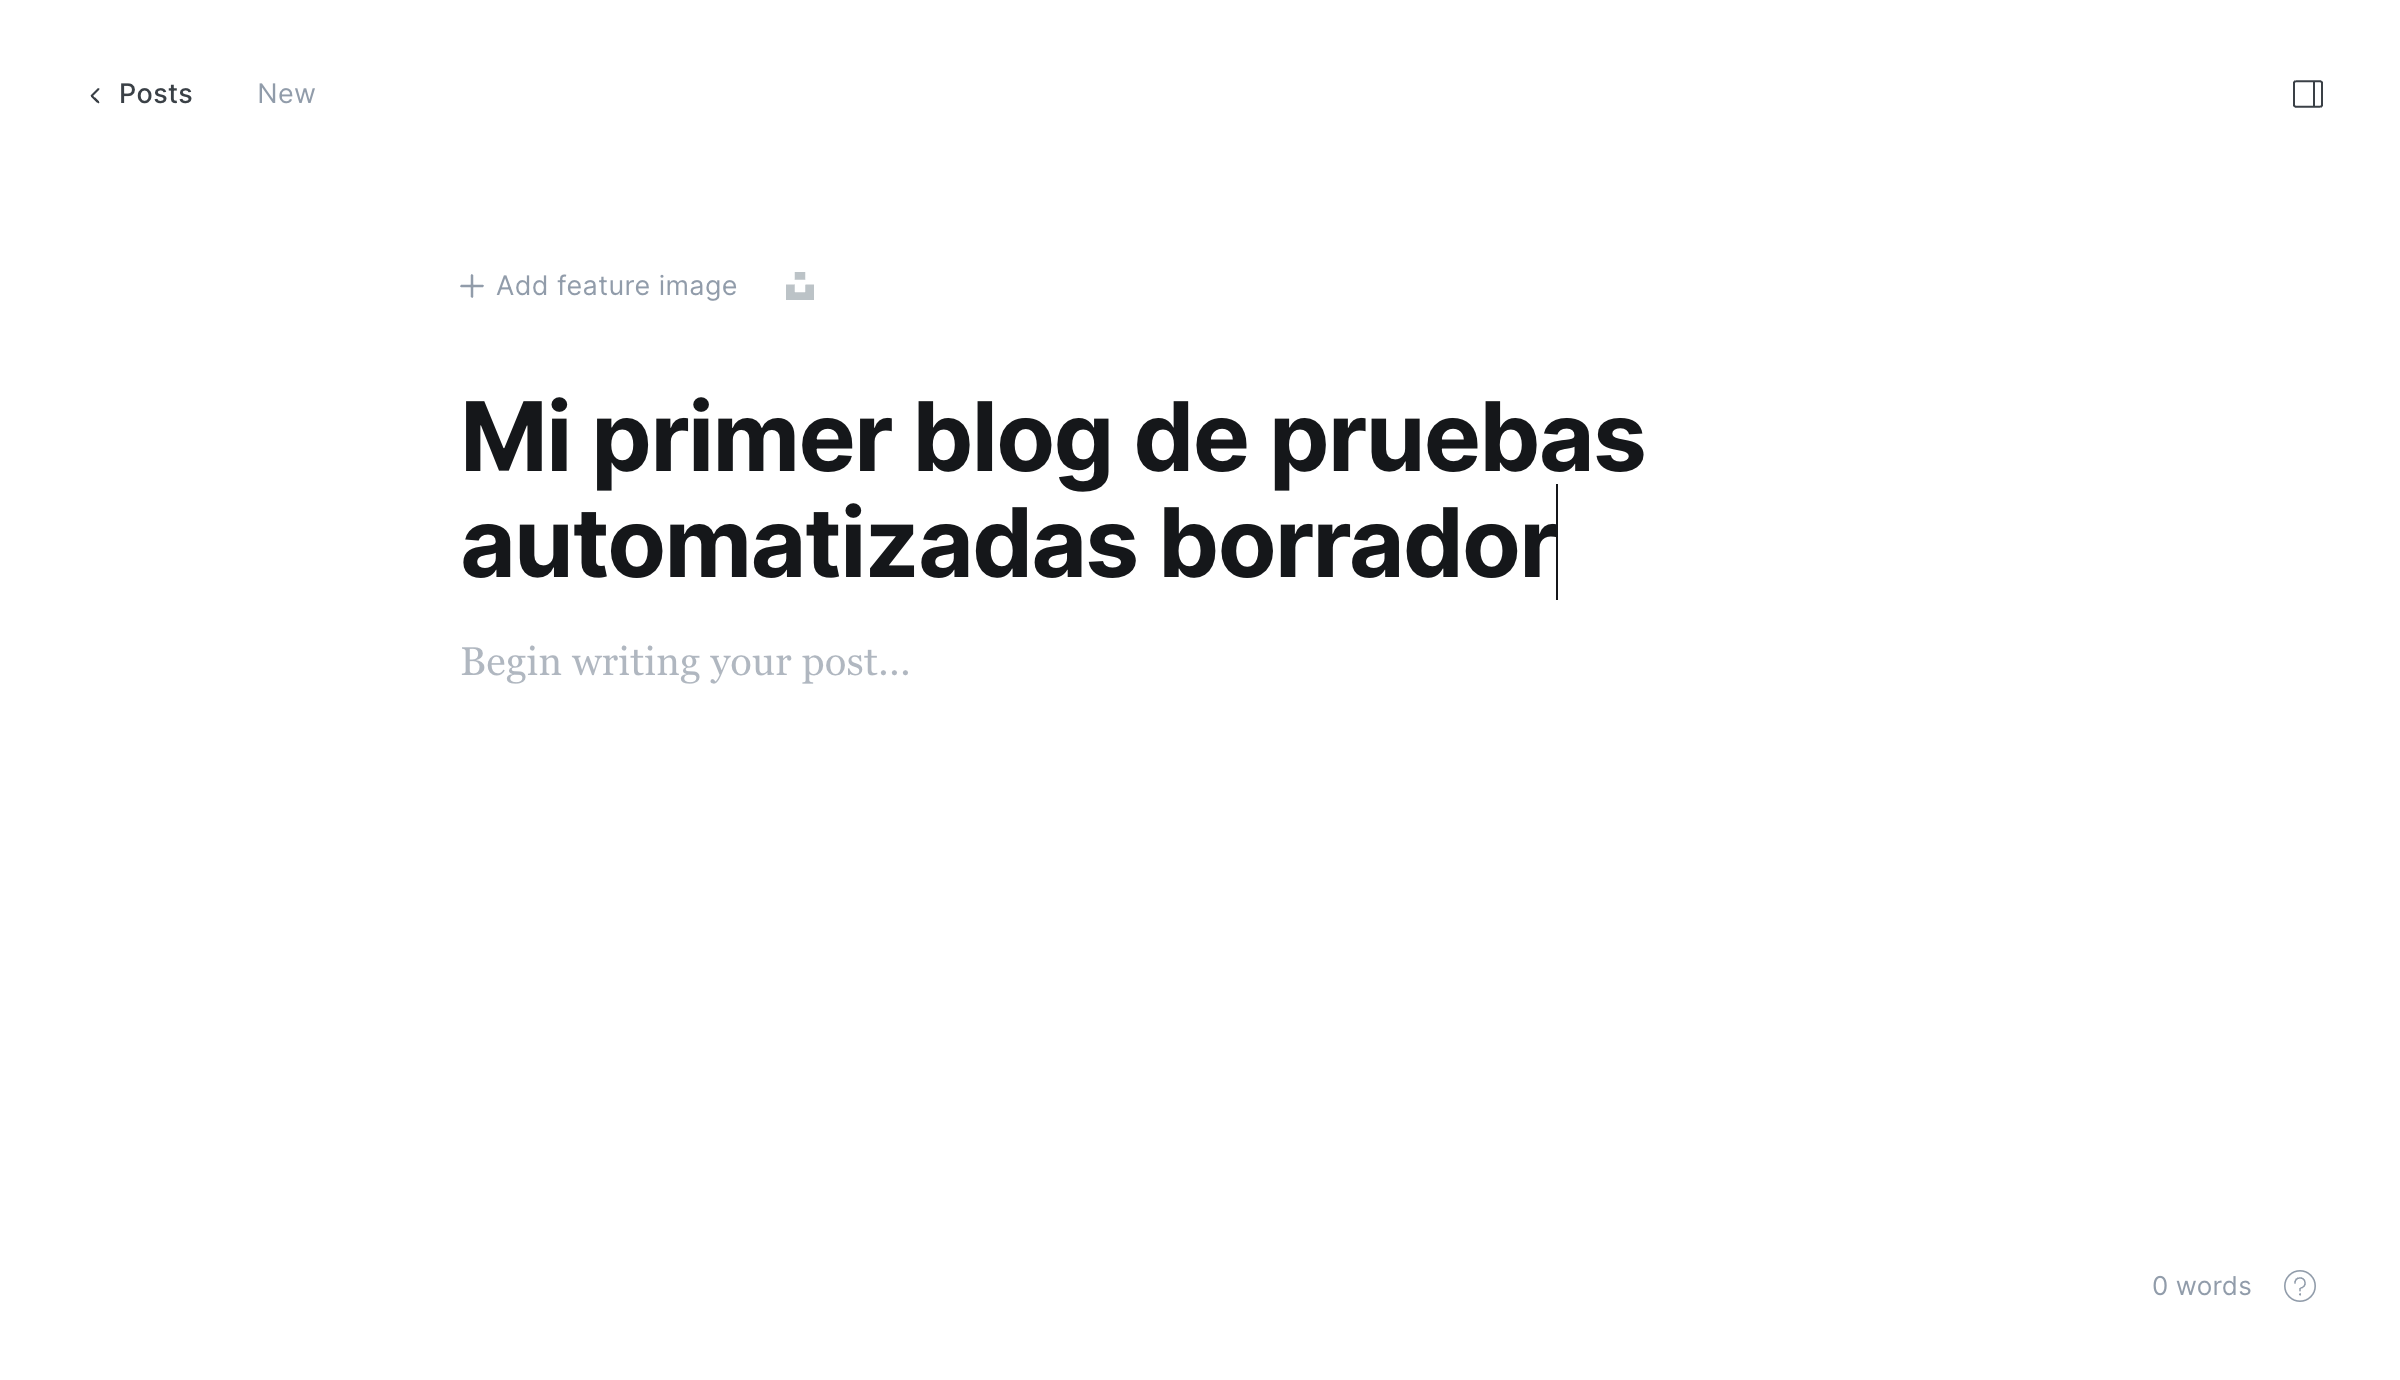 Posts
New
Add feature image
Mi primer blog de pruebas
automatizadas borrador
Begin writing your post...
0 words
?